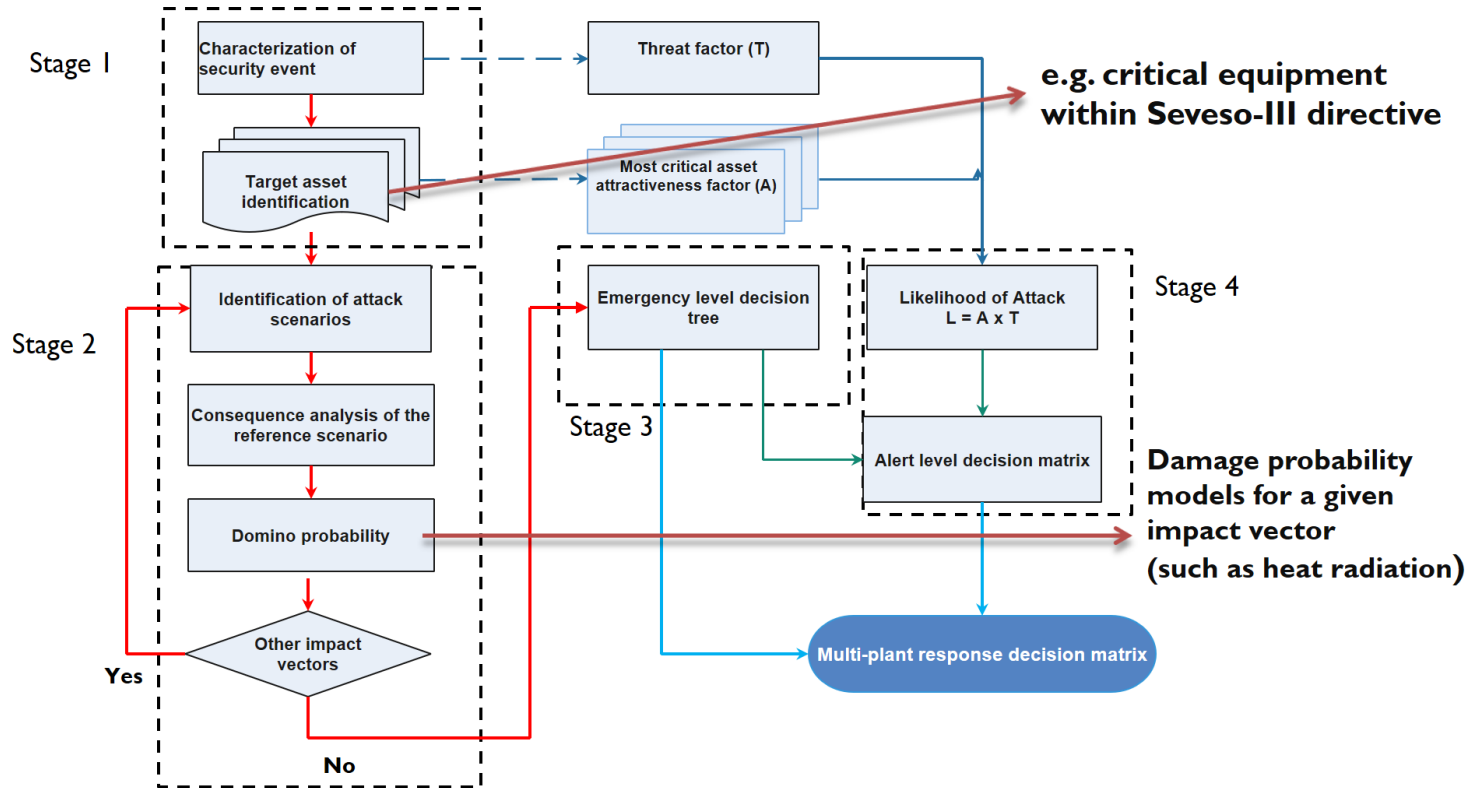 Stage 1
Characterization of
security event
Threat factor (T)
e.g. critical equipment
within Seveso-III directive
Target asset
identification
Most critical asset
attractiveness factor (A)
Stage 2
Identification of attack
scenarios
Emergency level decision
tree
Likelihood of Attack
L = A x T
Stage 4
Consequence analysis of the
reference scenario
Stage 3
Alert level decision matrix
Damage probability
models for a given
impact vector
(such as heat radiation)
Domino probability
Other impact
vectors
Yes
No
Multi-plant response decision matrix